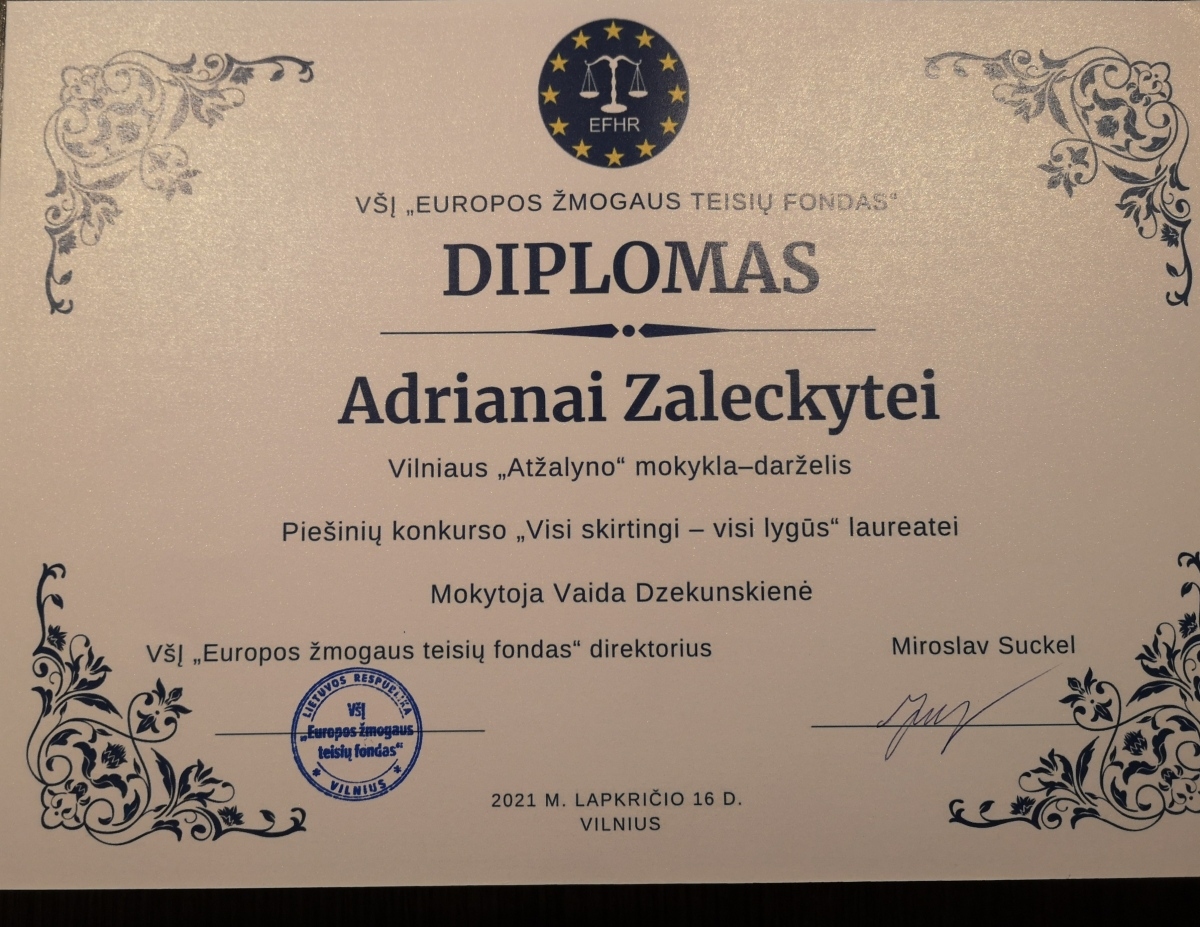 EFHR
VŠĮ „EUROPOS ŽMOGAUS TEISIŲ FONDAS“
DIPLOMAS
Adrianai Zaleckytei
Vilniaus „Atžalyno“ mokykla–darželis
Piešinių konkurso „Visi skirtingi – visi lygūs“ laureatei
Mokytoja Vaida Dzekunskienė
VšĮ „Europos žmogaus teisių fondas“ direktorius
Miroslav Suckel
LIETUVOS RESPUBLIKA
VšĮ
„Europos žmogaus
teisių fondas“
* VILNIUS *
2021 M. LAPKRIČIO 16 D.
VILNIUS